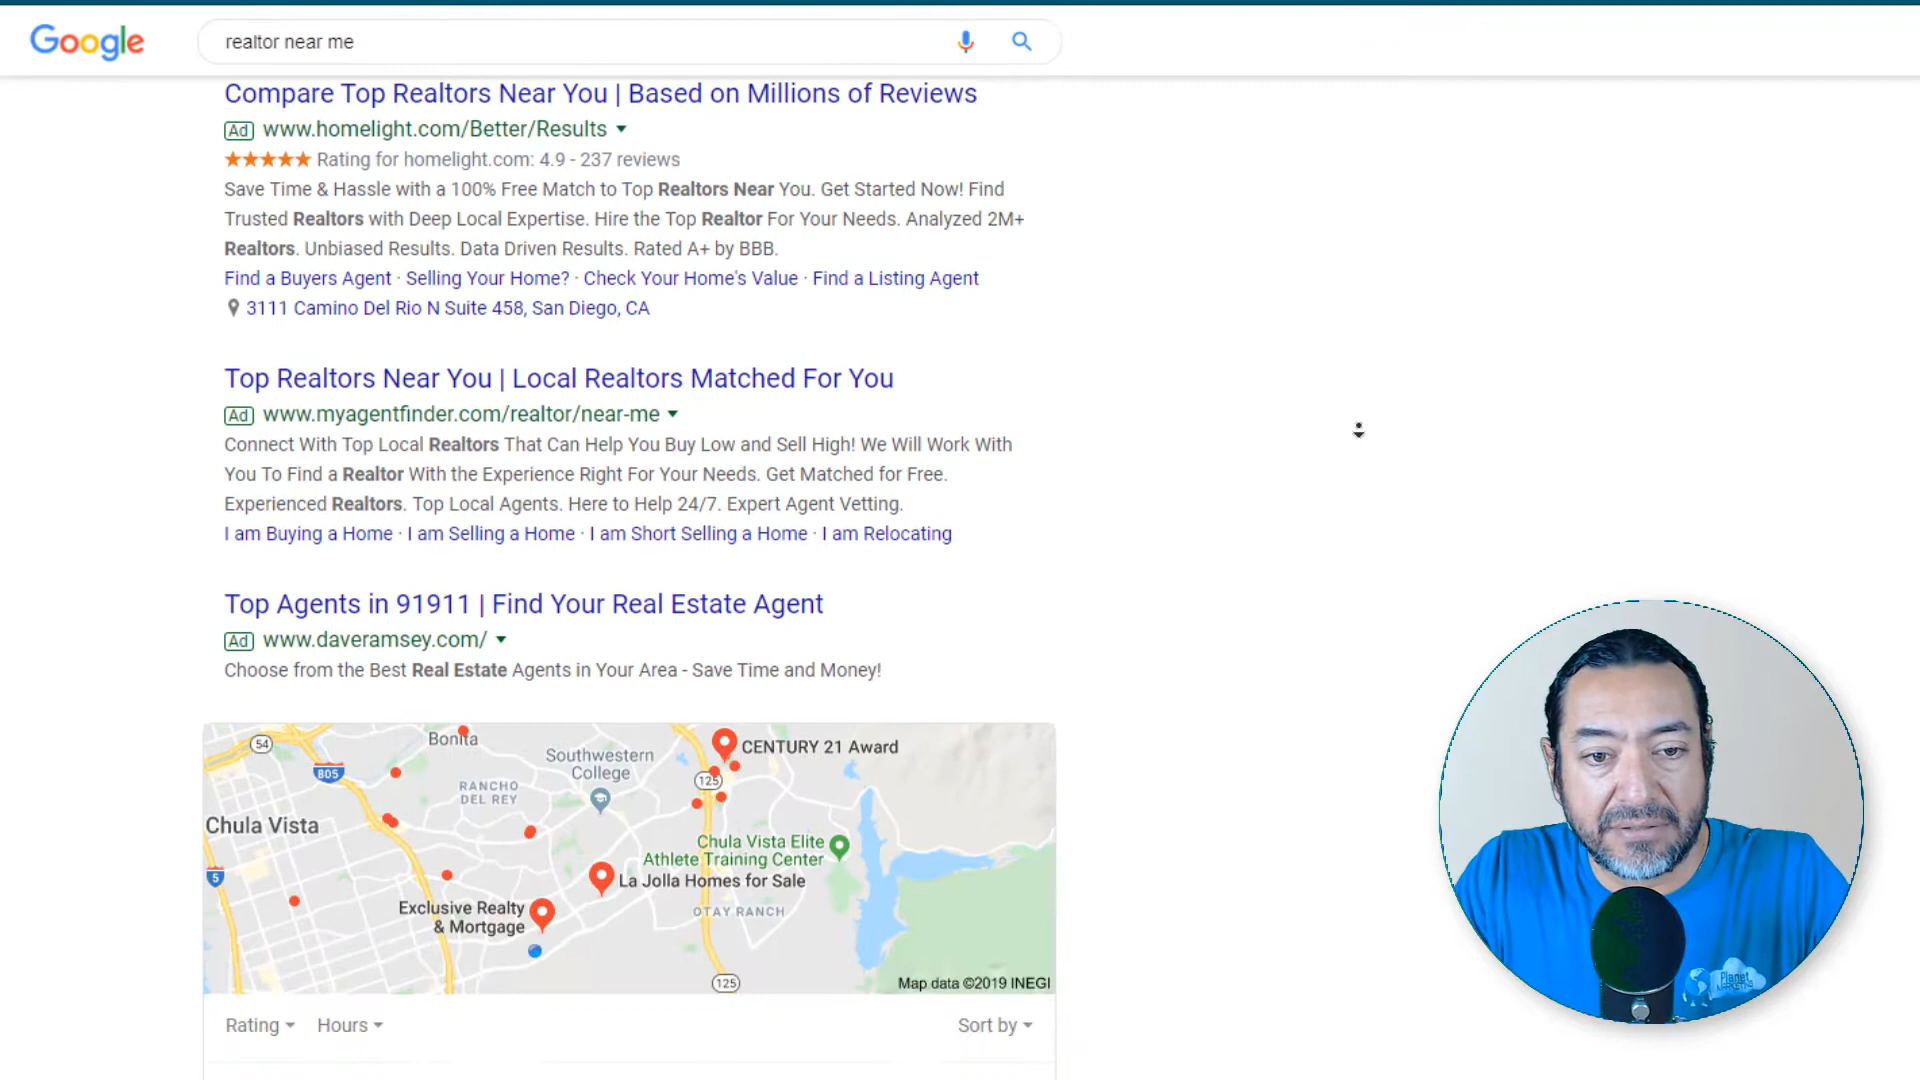 Google
realtor near me
Compare Top Realtors Near You | Based on Millions of Reviews
Ad www.homelight.com/Better/Results
Rating for homelight.com: 4.9 - 237 reviews
Save Time & Hassle with a 100% Free Match to Top Realtors Near You. Get Started Now! Find
Trusted Realtors with Deep Local Expertise. Hire the Top Realtor For Your Needs. Analyzed 2M+
Realtors. Unbiased Results. Data Driven Results. Rated A+ by BBB.
Find a Buyers Agent · Selling Your Home? · Check Your Home's Value · Find a Listing Agent
3111 Camino Del Rio N Suite 458, San Diego, CA
Top Realtors Near You | Local Realtors Matched For You
Ad www.myagentfinder.com/realtor/near-me
Connect With Top Local Realtors That Can Help You Buy Low and Sell High! We Will Work With
You To Find a Realtor With the Experience Right For Your Needs. Get Matched for Free.
Experienced Realtors. Top Local Agents. Here to Help 24/7. Expert Agent Vetting.
I am Buying a Home · I am Selling a Home · I am Short Selling a Home · I am Relocating
Top Agents in 91911 | Find Your Real Estate Agent
Ad www.daveramsey.com/
Choose from the Best Real Estate Agents in Your Area - Save Time and Money!
54
Bonita
805
Southwestern
College
CENTURY 21 Award
125
RANCHO
DEL REY
Chula Vista
Chula Vista Elite
Athlete Training Center
5
La Jolla Homes for Sale
Exclusive Realty
& Mortgage
OTAY RANCH
125
Map data ©2019 INEGI
Rating
Hours
Sort by
Planet